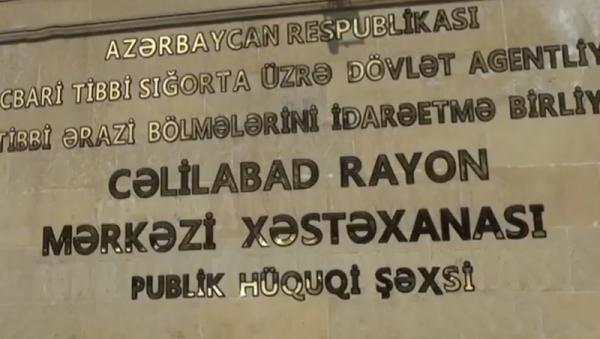 AZƏRBAYCAN RESPUBLİKASI
CBARİ TİBBİ SIĞORTA ÜZRƏ DÖVLƏT AGENTLİY
TİBBİ ƏRAZİ BÖLMƏLƏRİNİ İDARƏETMƏ BİRLİY
CƏLİLABAD RAYON
MƏRKƏZİ XƏSTƏXANASI
PUBLİK HÜQUQİ ŞƏXSİ